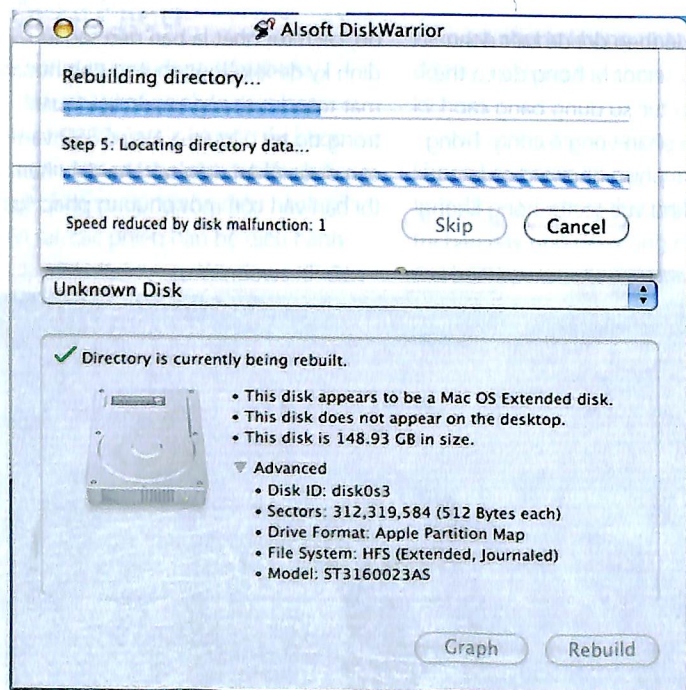 Alsoft DiskWarrior
Rebuilding directory...
Step 5: Locating directory data...
Speed reduced by disk malfunction: 1
Skip
Cancel
Unknown Disk
Directory is currently being rebuilt.
• This disk appears to be a Mac OS Extended disk.
• This disk does not appear on the desktop.
• This disk is 148.93 GB in size.
Advanced
• Disk ID: disk0s3
• Sectors: 312,319,584 (512 Bytes each)
• Drive Format: Apple Partition Map
• File System: HFS (Extended, Journaled)
• Model: ST3160023AS
Graph
Rebuild